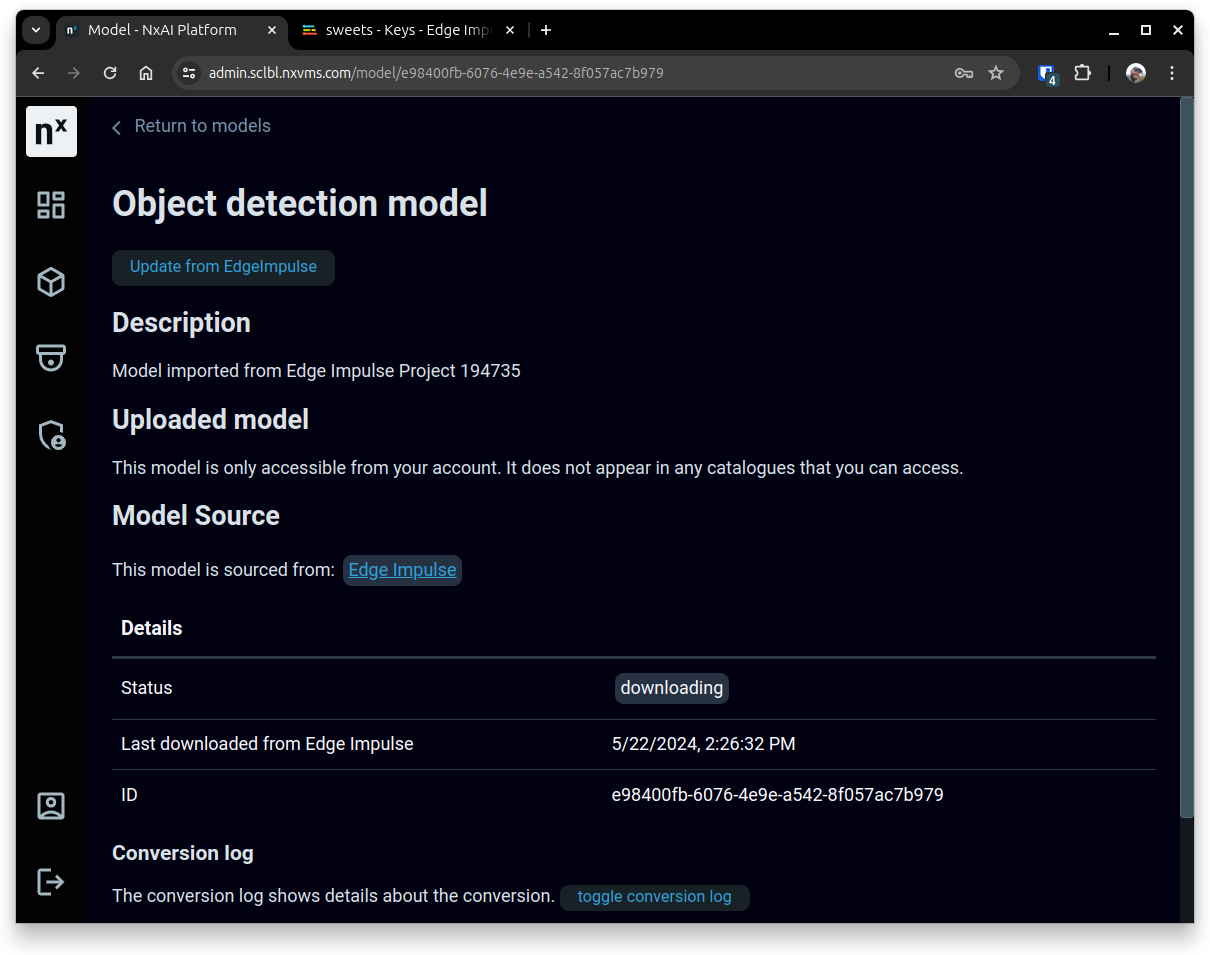 nx Model - NxAI Platform
sweets - Keys - Edge Imp
admin.sclbl.nxvms.com/model/e98400fb-6076-4e9e-a542-8f057ac7b979
4
nx
Return to models
Object detection model
Update from EdgeImpulse
Description
Model imported from Edge Impulse Project 194735
Uploaded model
This model is only accessible from your account. It does not appear in any catalogues that you can access.
Model Source
This model is sourced from: Edge Impulse
Details
Status downloading
Last downloaded from Edge Impulse 5/22/2024, 2:26:32 PM
ID e98400fb-6076-4e9e-a542-8f057ac7b979
Conversion log
The conversion log shows details about the conversion. toggle conversion log